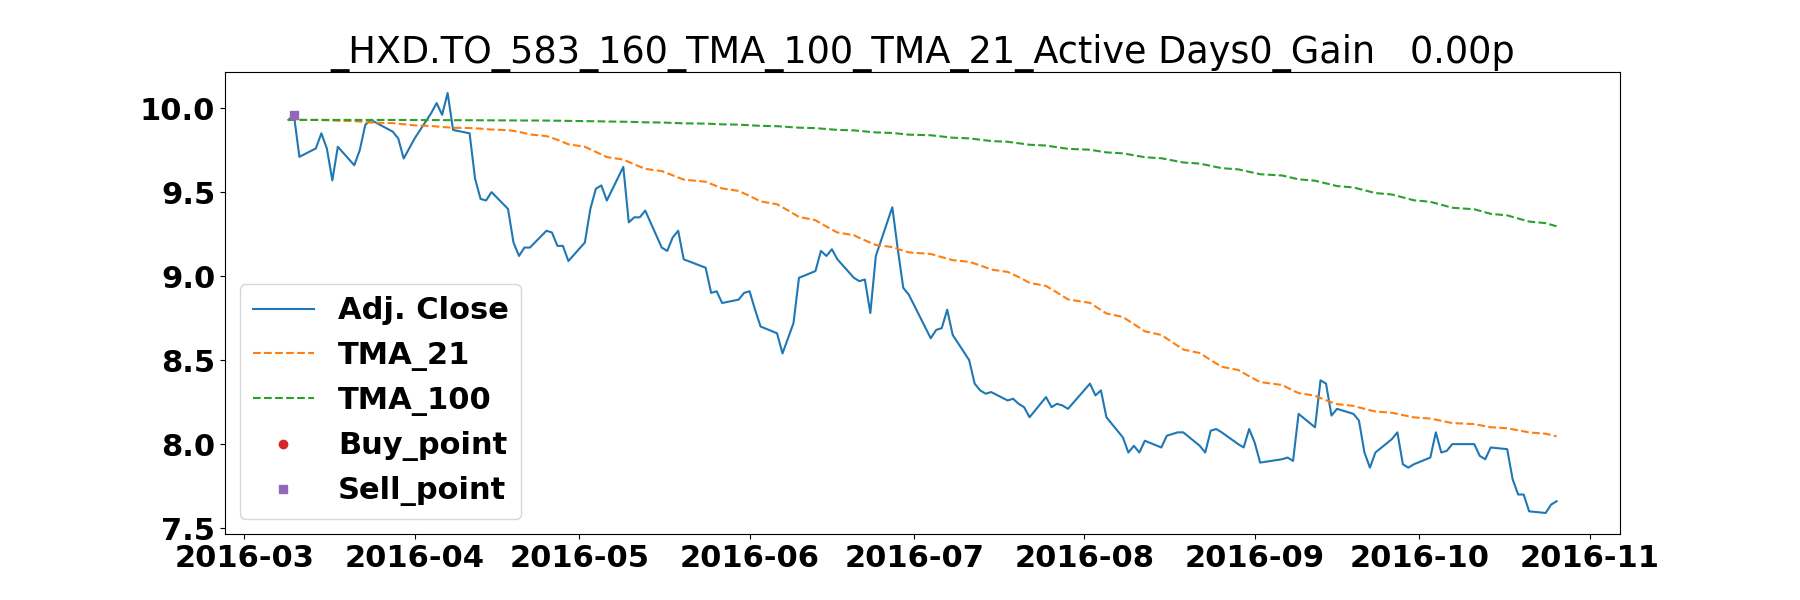 _HXD.TO_583_160_TMA_100_TMA_21_Active Days0_Gain   0.00p
10.0
9.5
9.0
8.5
8.0
7.5
Adj. Close
TMA_21
TMA_100
Buy_point
Sell_point
2016-03 2016-04 2016-05 2016-06 2016-07 2016-08 2016-09 2016-10 2016-11